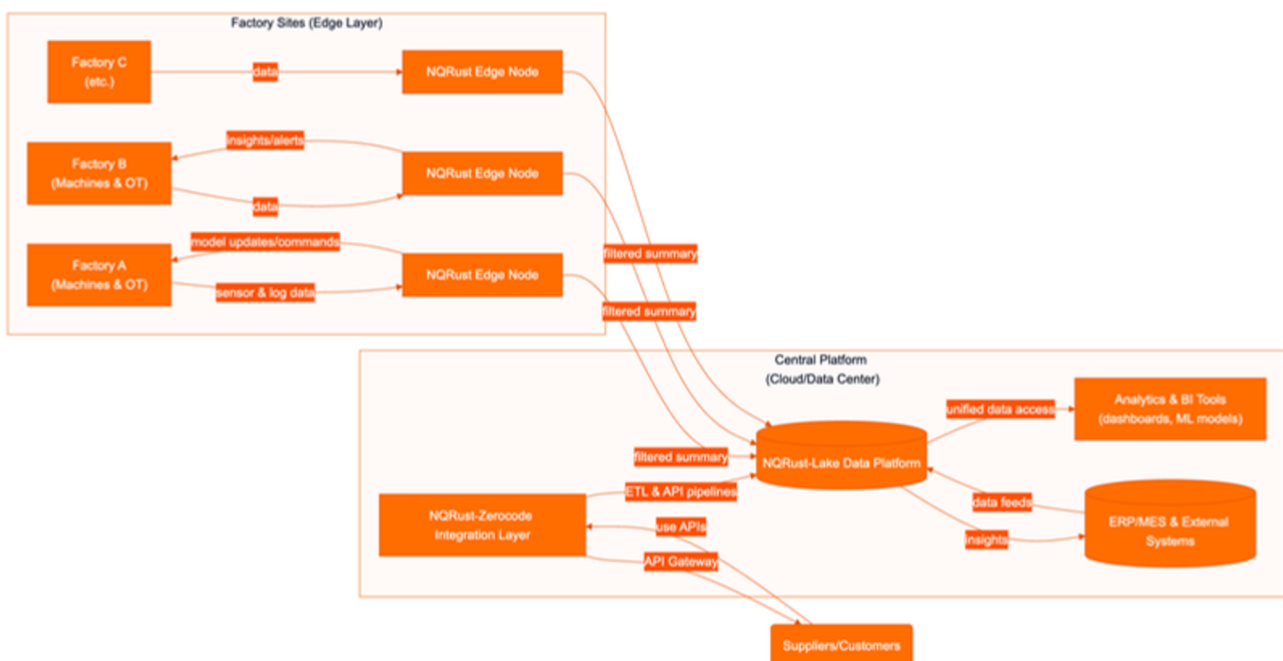 Factory Sites (Edge Layer)
Factory C
(etc.)
data
NQRust Edge Node
insights/alerts
Factory B
(Machines & OT)
NQRust Edge Node
data
model updates/commands
Factory A
(Machines & OT)
NQRust Edge Node
sensor & log data
filtered summary
filtered summary
Central Platform
(Cloud/Data Center)
unified data access
Analytics & BI Tools
(dashboards, ML models)
filtered summary
NQRust-Lake Data Platform
ETL & API pipelines
data feeds
NQRust-Zerocode
Integration Layer
use APIs
insights
ERP/MES & External
Systems
API Gateway
Suppliers/Customers